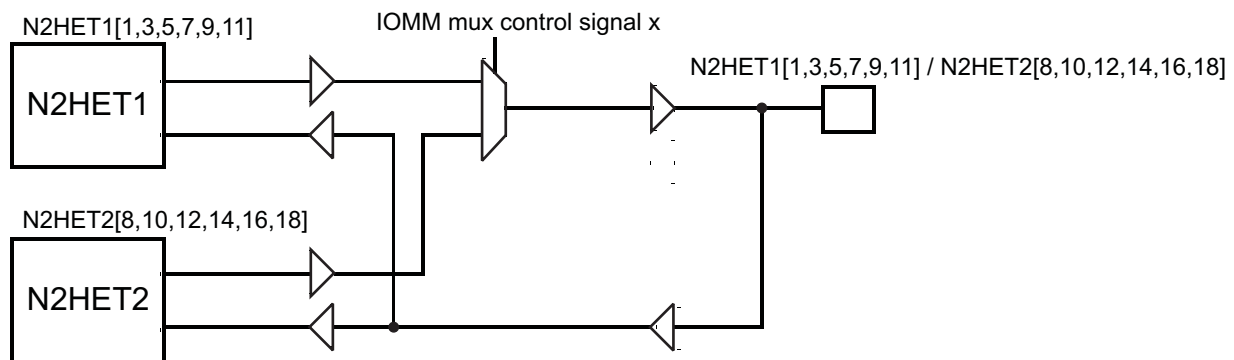 N2HET1[1,3,5,7,9,11]
IOMM mux control signal x
N2HET1[1,3,5,7,9,11] / N2HET2[8,10,12,14,16,18]
N2HET1
N2HET2[8,10,12,14,16,18]
N2HET2